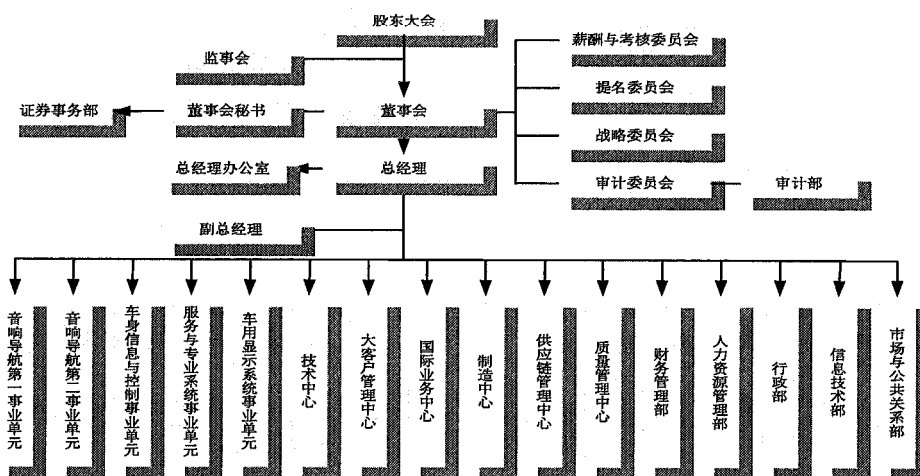 股东大会
监事会
薪酬与考核委员会
提名委员会
证券事务部
董事会秘书
董事会
战略委员会
总经理办公室
总经理
审计委员会
审计部
副总经理
音响导航第一事业单元
音响导航第二事业单元
车身信息与控制事业单元
服务与专业系统事业单元
车用显示系统事业单元
技术中心
大客户管理中心
国际业务中心
制造中心
供应链管理中心
质量管理中心
财务管理部
人力资源管理部
行政部
信息技术部
市场与公共关系部